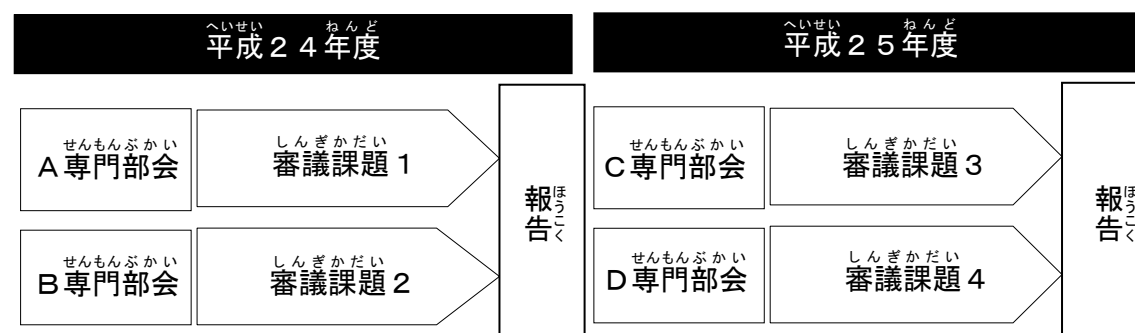 へいせい ねんど
平成２４年度
せんもんぶかい
A専門部会
しんぎかだい
審議課題１
せんもんぶかい
B専門部会
しんぎかだい
審議課題２
報告
ほうこく
へいせい ねんど
平成２５年度
せんもんぶかい
C専門部会
しんぎかだい
審議課題３
せんもんぶかい
D専門部会
しんぎかだい
審議課題４
報告
ほうこく